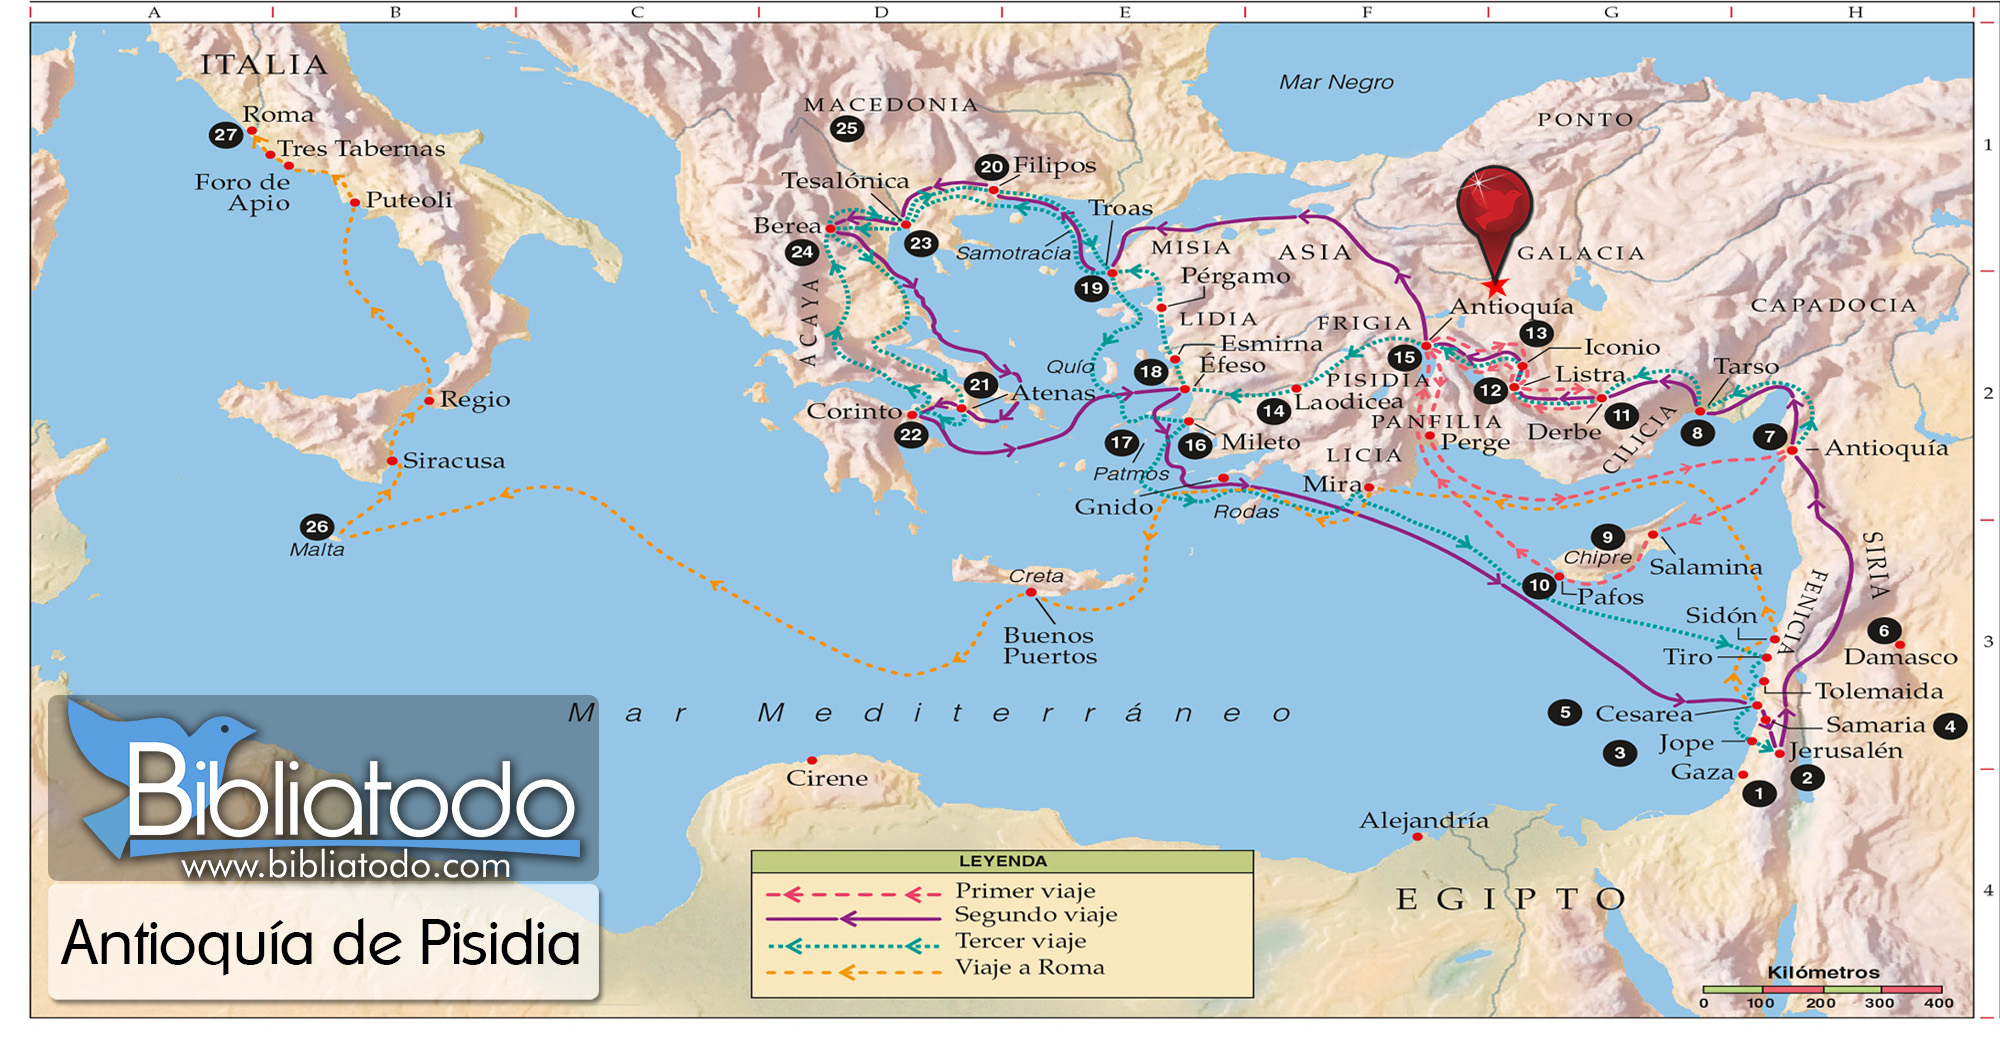 A B C D E F G H
ITALIA
Mar Negro
MACEDONIA
25
PONTO
1
Roma
27
Tres Tabernas
Foro de
Apio
Puteoli
20 Filipos
Tesalónica
Troas
Berea
24
23
Samotracia
MISIA
ASIA
GALACIA
Pérgamo
19
ACAYA
LIDIA
FRIGIA
Antioquía
13
CAPADOCIA
Esmirna
15
Iconio
Quío
18
Éfeso
PISIDIA
12
Listra
Tarso
21
Atenas
2
Regio
Corinto
22
14
Laodicea
PANFILIA
11
17
16
Mileto
Perge
Derbe
CILICIA
8
7
Antioquía
Siracusa
Patmos
LICIA
Gnido
Rodas
Mira
26
Malta
9
Chipre
Salamina
SIRIA
Creta
10
Pafos
FENICIA
Buenos
Puertos
Sidón
Tiro
6
Damasco
3
Tolemaida
Mar Mediterráneo
5
Cesarea
Samaria
4
3
Jope
Jerusalén
Gaza
2
1
Cirene
Alejandría
EGIPTO
4
Bibliatodo
www.bibliatodo.com
Antioquía de Pisidia
LEYENDA
Primer viaje
Segundo viaje
Tercer viaje
Viaje a Roma
Kilómetros
0 100 200 300 400